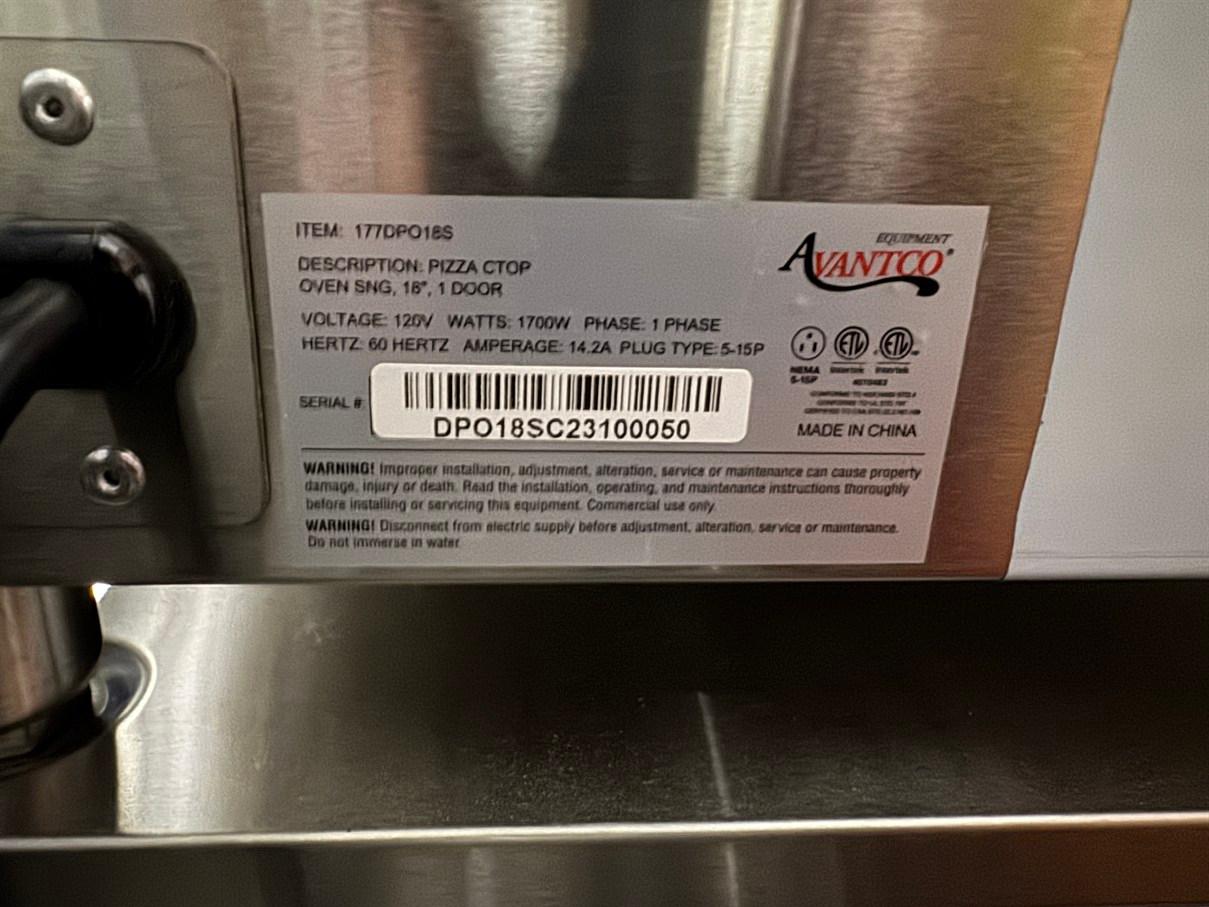 ITEM: 177DPO18S
EQUIPMENT
AVANTCO®
DESCRIPTION: PIZZA CTOP
OVEN SNG, 18", 1 DOOR
VOLTAGE: 120V WATTS: 1700W PHASE: 1 PHASE
HERTZ: 60 HERTZ AMPERAGE: 14.2A PLUG TYPE: 5-15P
ETL ETL
NEMA
5-15P
Intertek Intertek
SERIAL #:
DPO18SC23100050
MADE IN CHINA
WARNING! Improper installation, adjustment, alteration, service or maintenance can cause property
damage, injury or death. Read the installation, operating, and maintenance instructions thoroughly
before installing or servicing this equipment. Commercial use only.
WARNING! Disconnect from electric supply before adjustment, alteration, service or maintenance.
Do not immerse in water.